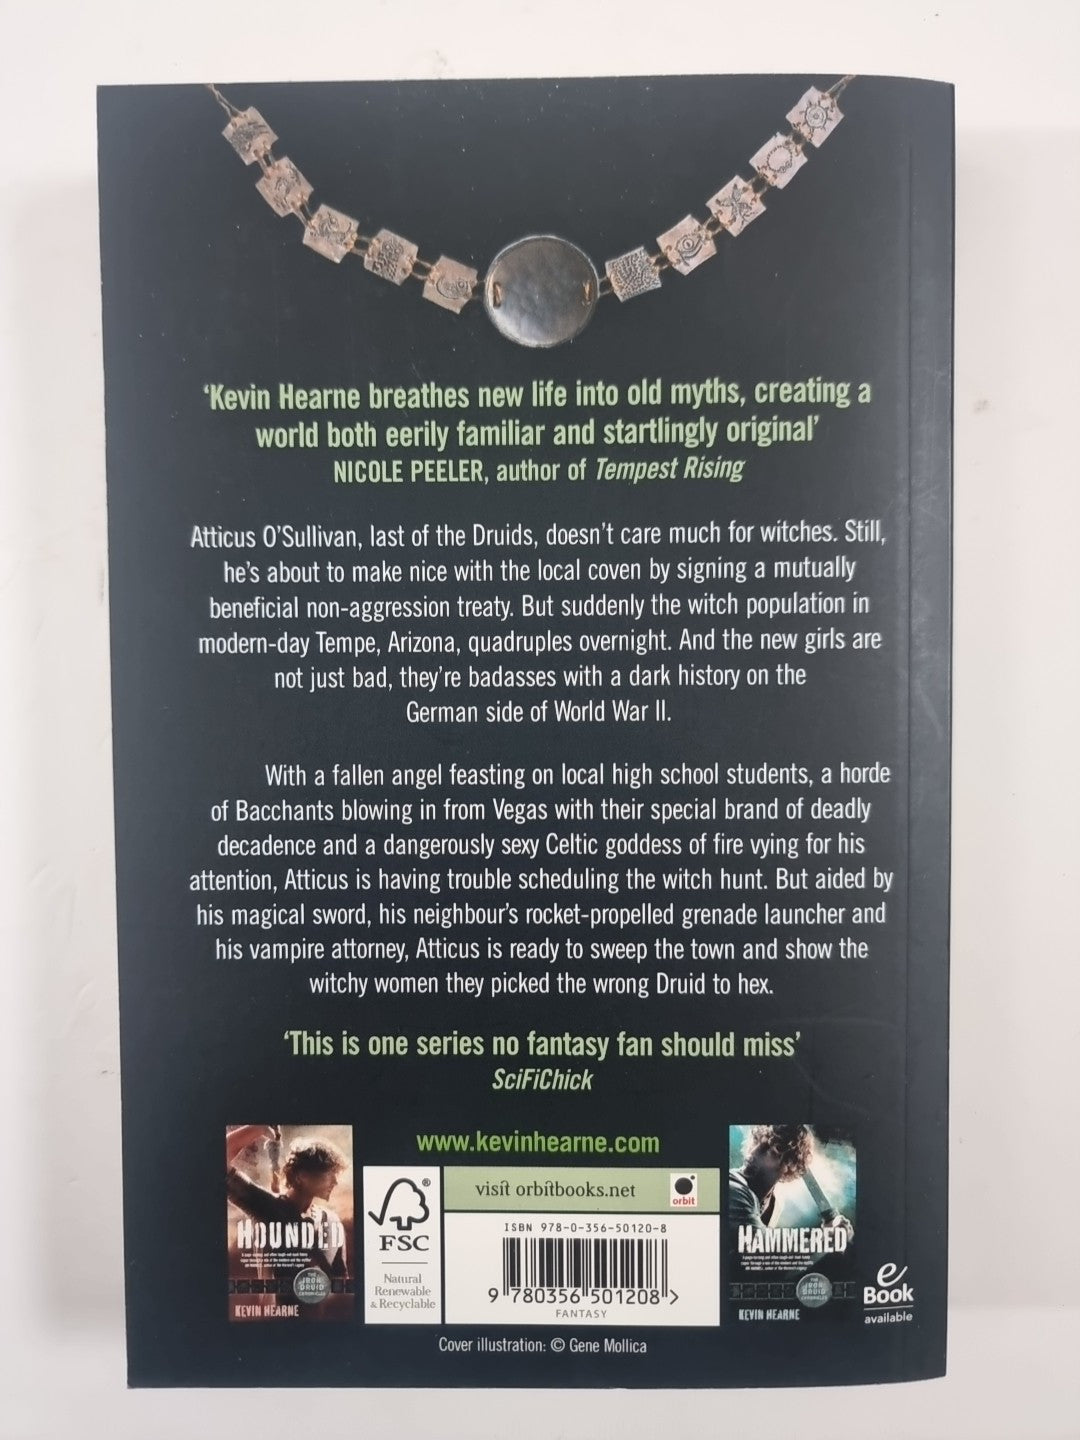 ‘Kevin Hearne breathes new life into old myths, creating a
world both eerily familiar and startlingly original’
NICOLE PEELER, author of Tempest Rising
Atticus O’Sullivan, last of the Druids, doesn’t care much for witches. Still,
he’s about to make nice with the local coven by signing a mutually
beneficial non-aggression treaty. But suddenly the witch population in
modern-day Tempe, Arizona, quadruples overnight. And the new girls are
not just bad, they’re badasses with a dark history on the
German side of World War II.
With a fallen angel feasting on local high school students, a horde
of Bacchants blowing in from Vegas with their special brand of deadly
decadence and a dangerously sexy Celtic goddess of fire vying for his
attention, Atticus is having trouble scheduling the witch hunt. But aided by
his magical sword, his neighbour’s rocket-propelled grenade launcher and
his vampire attorney, Atticus is ready to sweep the town and show the
witchy women they picked the wrong Druid to hex.
‘This is one series no fantasy fan should miss’
SciFiChick
www.kevinhearne.com
HOUNDED
THE
IRON
DRUID
CHRONICLES
KEVIN HEARNE
®
FSC
Natural
Renewable
& Recyclable
visit orbitbooks.net
orbit
ISBN 978-0-356-50120-8
9 780356 501208 >
FANTASY
HAMMERED
THE
IRON
DRUID
CHRONICLES
KEVIN HEARNE
e
Book
available
Cover illustration: © Gene Mollica